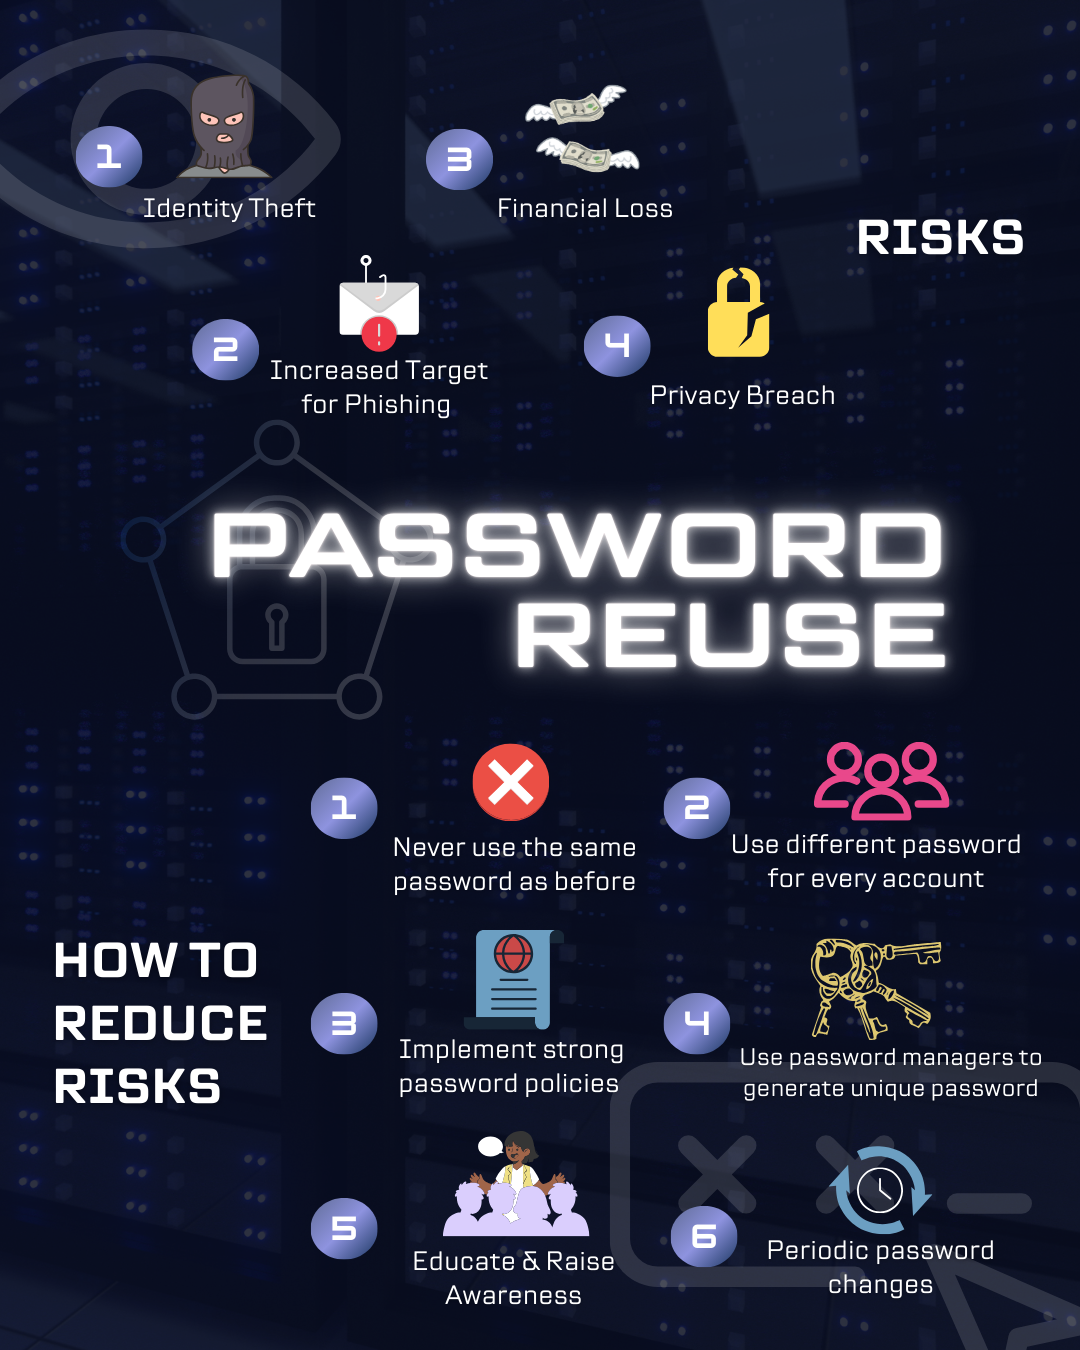 1
Identity Theft
3
Financial Loss
RISKS
2
Increased Target
for Phishing
4
Privacy Breach
PASSWORD
REUSE
HOW TO
REDUCE
RISKS
1
Never use the same
password as before
2
Use different password
for every account
3
Implement strong
password policies
4
Use password managers to
generate unique password
5
Educate & Raise
Awareness
6
Periodic password
changes